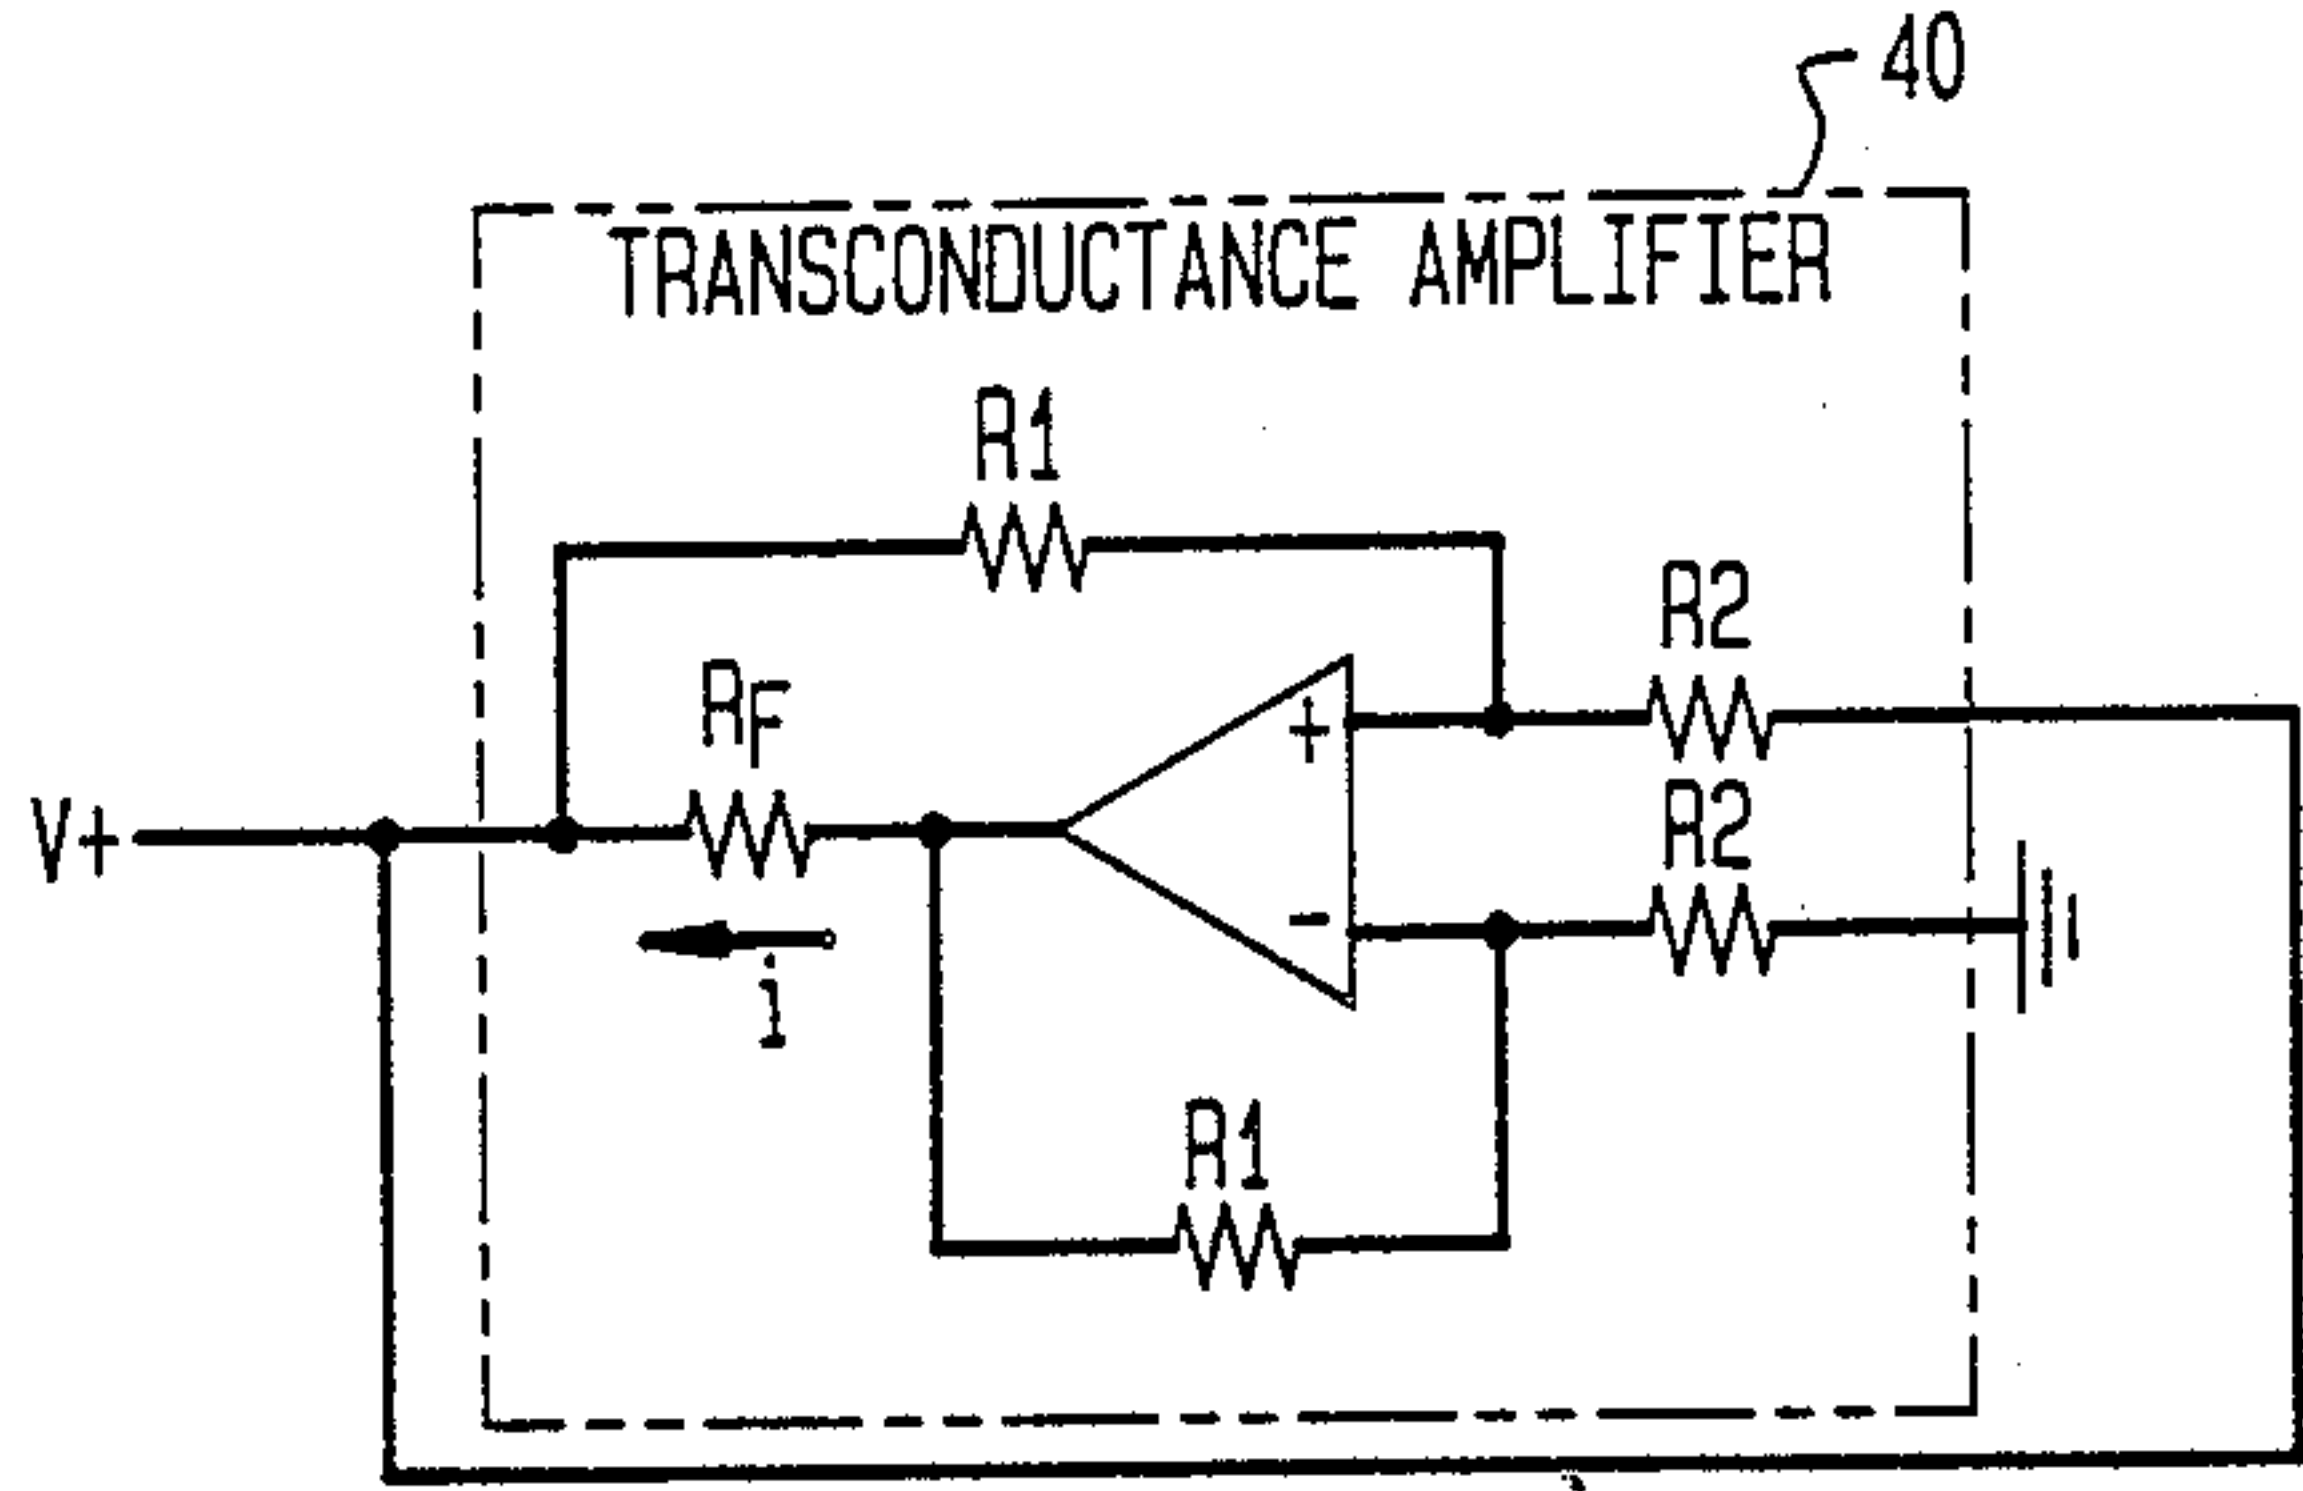 40
TRANSCONDUCTANCE AMPLIFIER
R1
R2
RF
+
R2
V+
-
i
R1